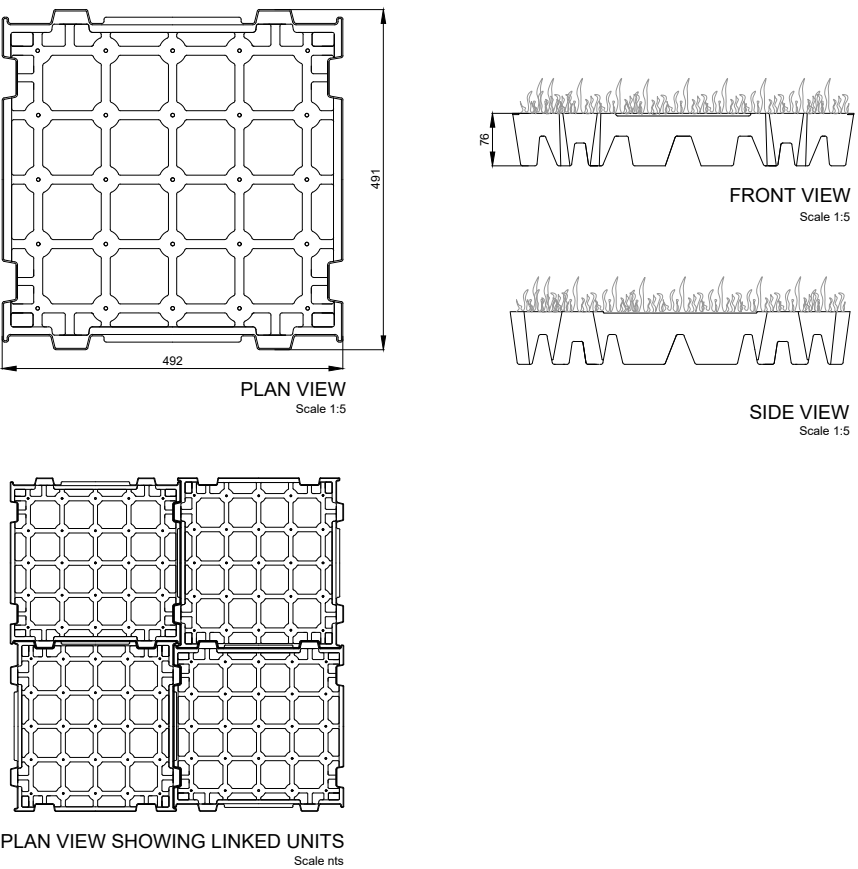 491
492
PLAN VIEW
Scale 1:5
76
FRONT VIEW
Scale 1:5
SIDE VIEW
Scale 1:5
PLAN VIEW SHOWING LINKED UNITS
Scale nts